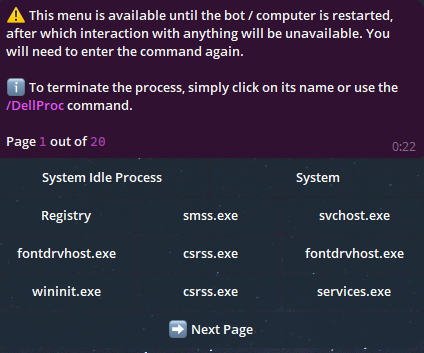 ⚠️ This menu is available until the bot / computer is restarted,
after which interaction with anything will be unavailable. You
will need to enter the command again.
ℹ️ To terminate the process, simply click on its name or use the
/DellProc command.
Page 1 out of 20
0:22
System Idle Process System
Registry smss.exe svchost.exe
fontdrvhost.exe csrss.exe fontdrvhost.exe
wininit.exe csrss.exe services.exe
➡️ Next Page